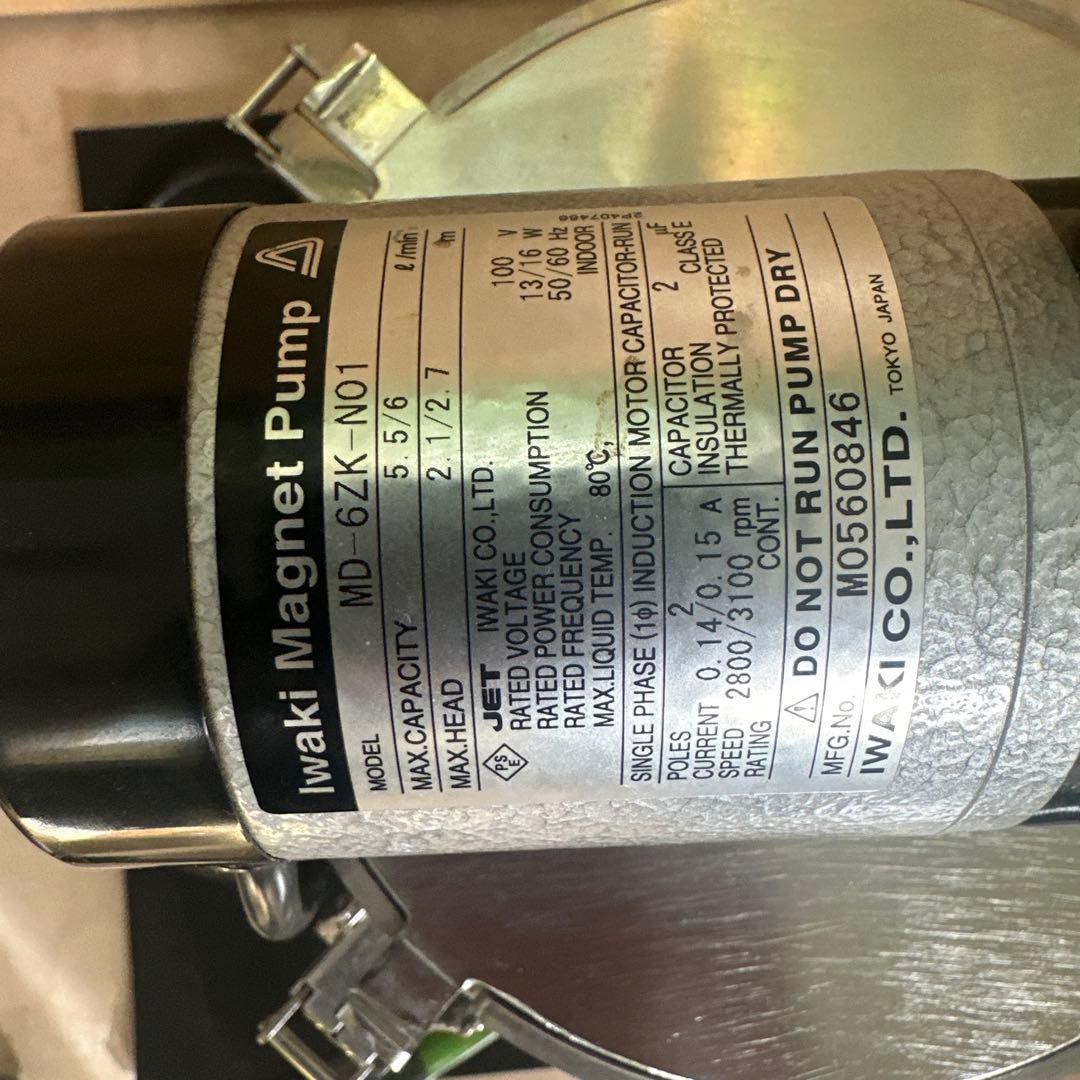 Iwaki Magnet Pump
MODEL MD-6ZK-N01
MAX.CAPACITY 5. 5/6 ℓ/min
MAX.HEAD 2. 1/2. 7 m
PSE JET IWAKI CO.,LTD.
RATED VOLTAGE 100 V
RATED POWER CONSUMPTION 13/16 W
RATED FREQUENCY 50/60 Hz
MAX.LIQUID TEMP. 80℃, INDOOR
SP407466
SINGLE PHASE (1φ) INDUCTION MOTOR CAPACITOR-RUN
POLES 2 CAPACITOR 2 μF
CURRENT 0. 14/0. 15 A INSULATION CLASS E
SPEED 2800/3100 rpm THERMALLY PROTECTED
RATING CONT.
⚠ DO NOT RUN PUMP DRY
MFG.No. M0560846
IWAKI CO.,LTD. TOKYO JAPAN